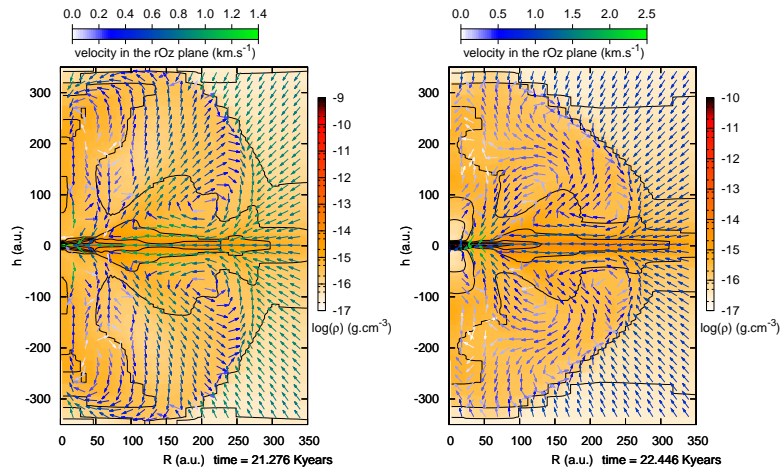 0.0 0.2 0.4 0.6 0.8 1.0 1.2 1.4
velocity in the rOz plane (km.s-1)
300
200
100
0
-100
-200
-300
h (a.u.)
0 50 100 150 200 250 300 350
R (a.u.) time = 21.276 Kyears
-9
-10
-11
-12
-13
-14
-15
-16
-17
log(ρ) (g.cm-3)
0.0 0.5 1.0 1.5 2.0 2.5
velocity in the rOz plane (km.s-1)
300
200
100
0
-100
-200
-300
h (a.u.)
0 50 100 150 200 250 300 350
R (a.u.) time = 22.446 Kyears
-10
-11
-12
-13
-14
-15
-16
-17
log(ρ) (g.cm-3)